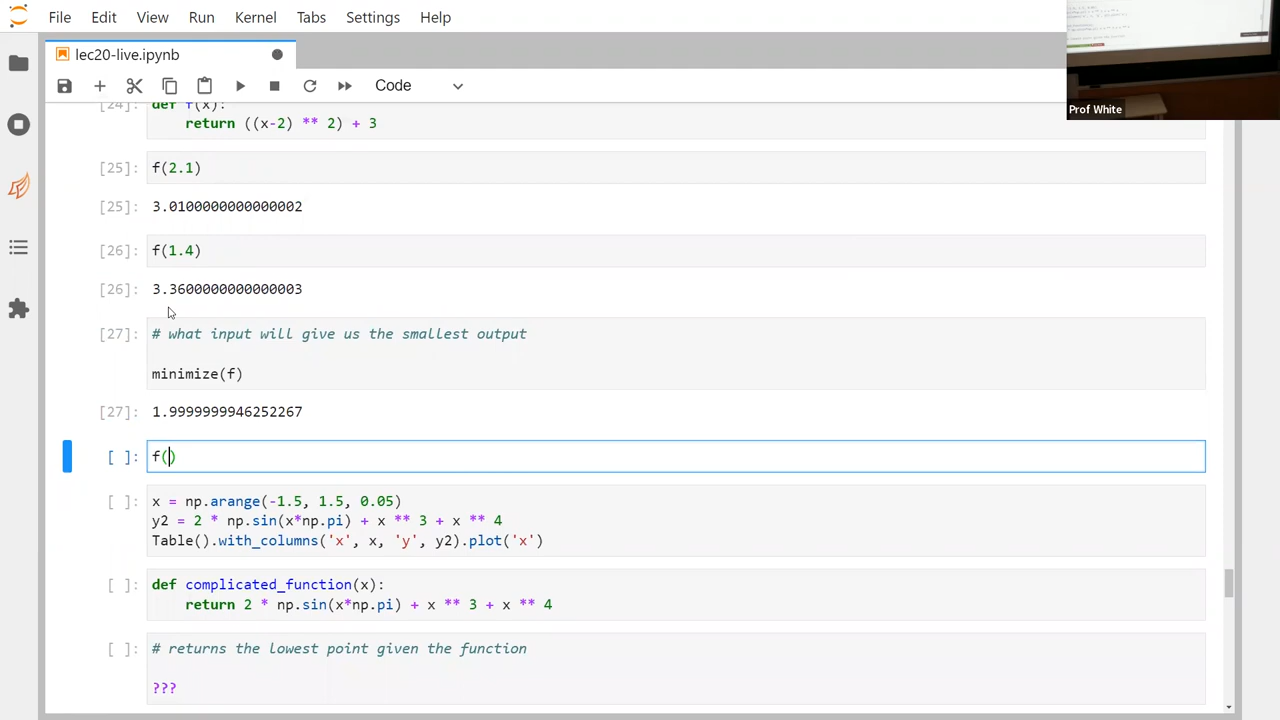 File Edit View Run Kernel Tabs Settings Help
lec20-live.ipynb
Code
Prof White
[24]: def f(x):
return ((x-2) ** 2) + 3
[25]: f(2.1)
[25]: 3.0100000000000002
[26]: f(1.4)
[26]: 3.3600000000000003
[27]: # what input will give us the smallest output
minimize(f)
[27]: 1.9999999946252267
[ ]: f()
[ ]: x = np.arange(-1.5, 1.5, 0.05)
y2 = 2 * np.sin(x*np.pi) + x ** 3 + x ** 4
Table().with_columns('x', x, 'y', y2).plot('x')
[ ]: def complicated_function(x):
return 2 * np.sin(x*np.pi) + x ** 3 + x ** 4
[ ]: # returns the lowest point given the function
???